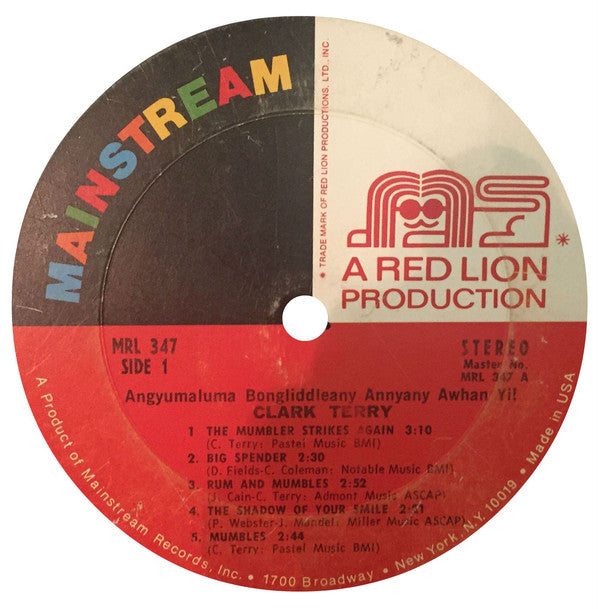 MAINSTREAM
• TRADE MARK OF RED LION PRODUCTIONS, LTD., INC.
A RED LION
PRODUCTION
MRL 347
SIDE 1
STEREO
Master No.
MRL 347 A
Angyumaluma Bongliddleany Annyany Awhan Yi!
CLARK TERRY
1 THE MUMBLER STRIKES AGAIN 3:10
(C. Terry: Pastel Music BMI)
2. BIG SPENDER 2:30
(D. Fields-C. Coleman: Notable Music BMI)
3. RUM AND MUMBLES 2:52
(J. Cain-C. Terry: Admont Music ASCAP)
4. THE SHADOW OF YOUR SMILE 2:51
(P. Webster-J. Mandel. Miller Music ASCAP)
5. MUMBLES 2:44
(C. Terry: Pastel Music BMI)
A Product of Mainstream Records, Inc. • 1700 Broadway • New York, N.Y. 10019 • Made in USA